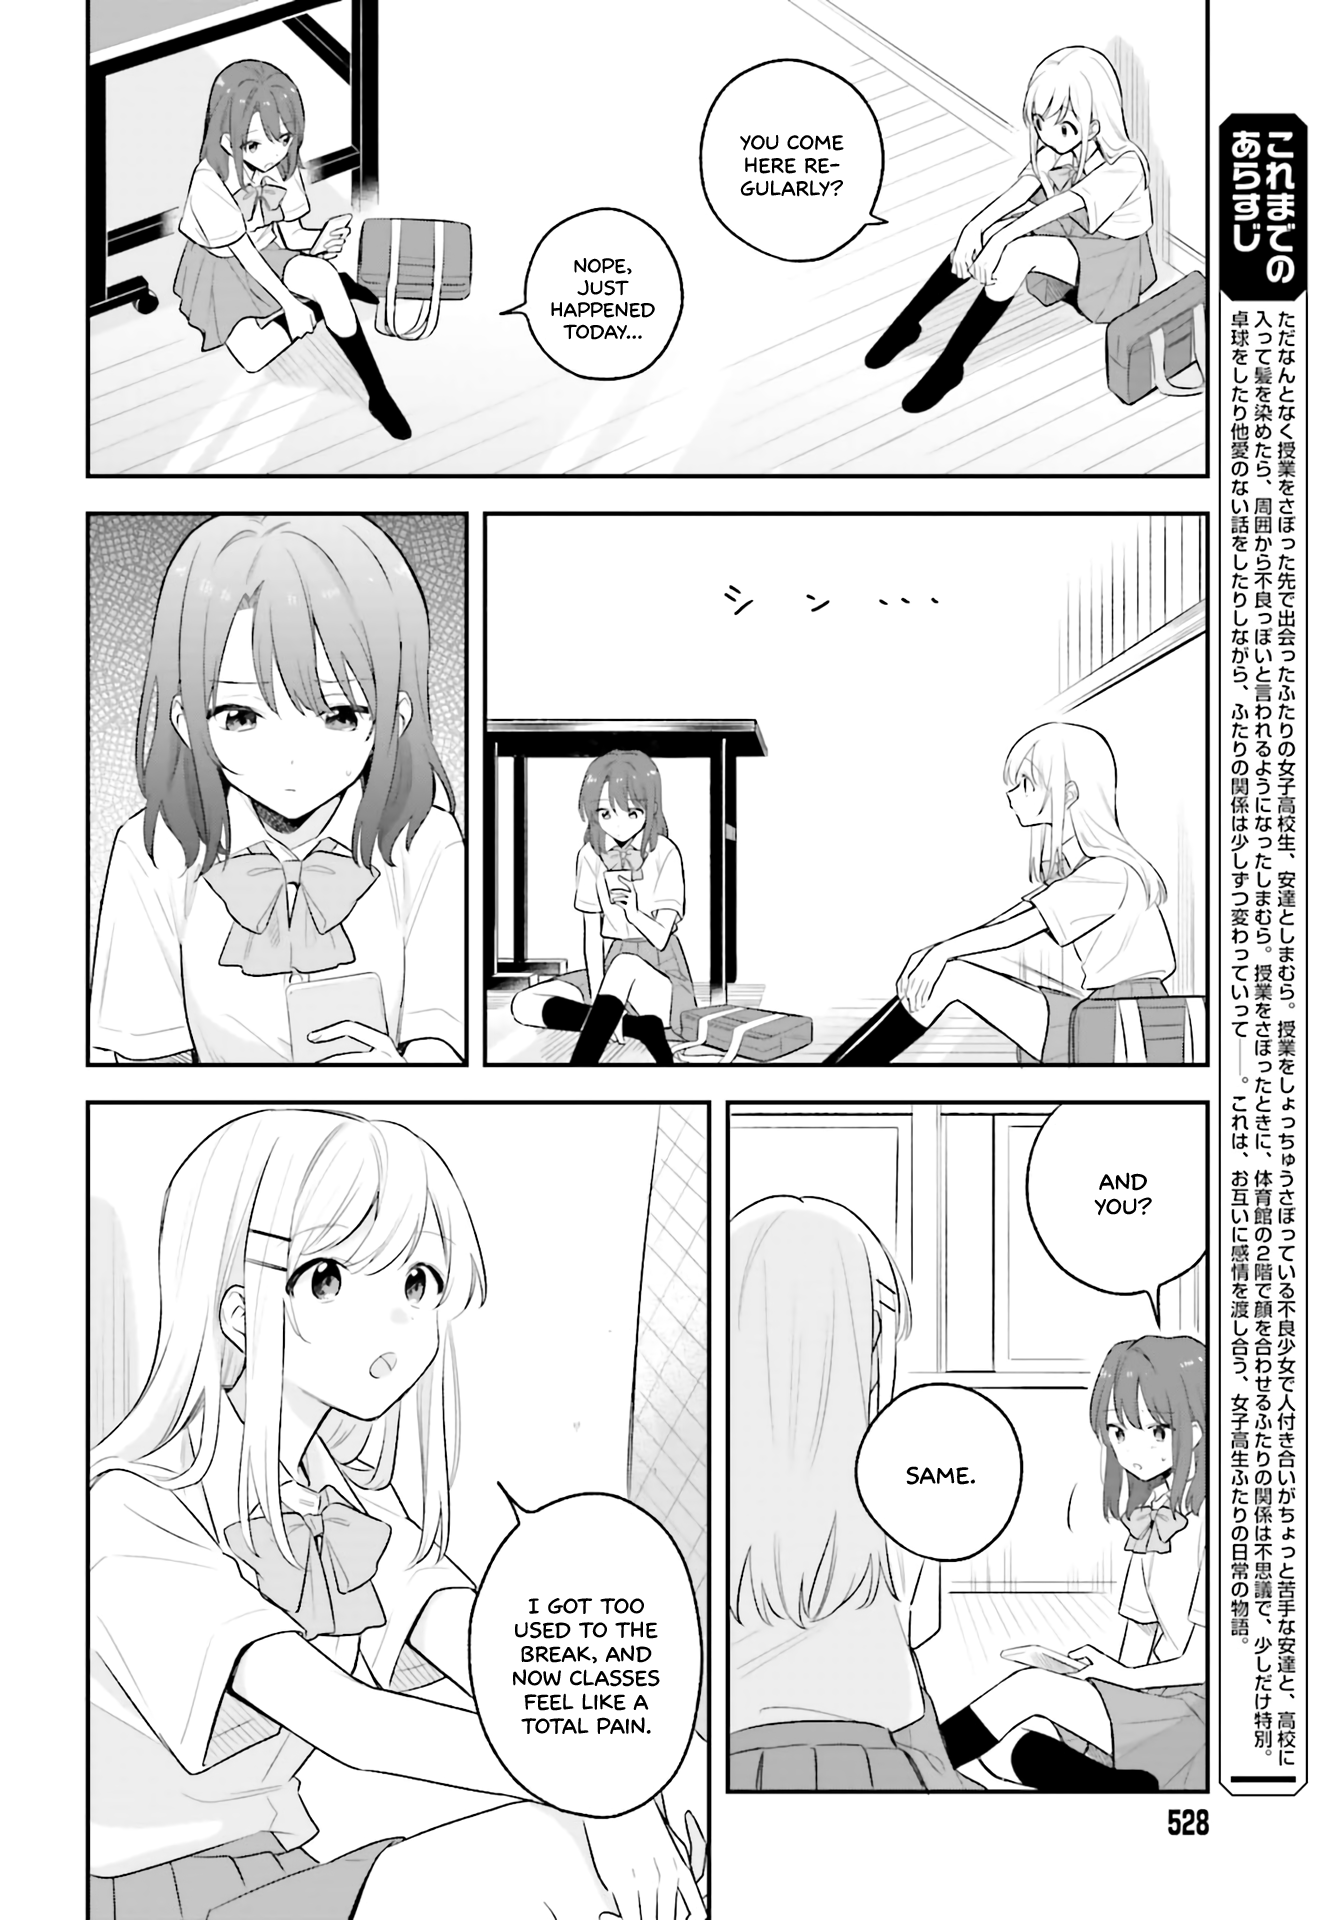 これまでの
あらすじ
ただなんとなく授業をさぼった先で出会ったふたりの女子高校生、安達としまむら。授業をしょっちゅうさぼっている不良少女で人付き合いがちょっと苦手な安達と、高校に
入って髪を染めたら、周囲から不良っぽいと言われるようになったしまむら。授業をさぼったときに、体育館の2階で顔を合わせるふたりの関係は不思議で、少しだけ特別。
卓球をしたり他愛のない話をしたりしながら、ふたりの関係は少しずつ変わっていって──。これは、お互いに感情を渡し合う、女子高生ふたりの日常の物語。
YOU COME
HERE RE-
GULARLY?
NOPE,
JUST
HAPPENED
TODAY...
シン...
AND
YOU?
SAME.
I GOT TOO
USED TO THE
BREAK, AND
NOW CLASSES
FEEL LIKE A
TOTAL PAIN.
528